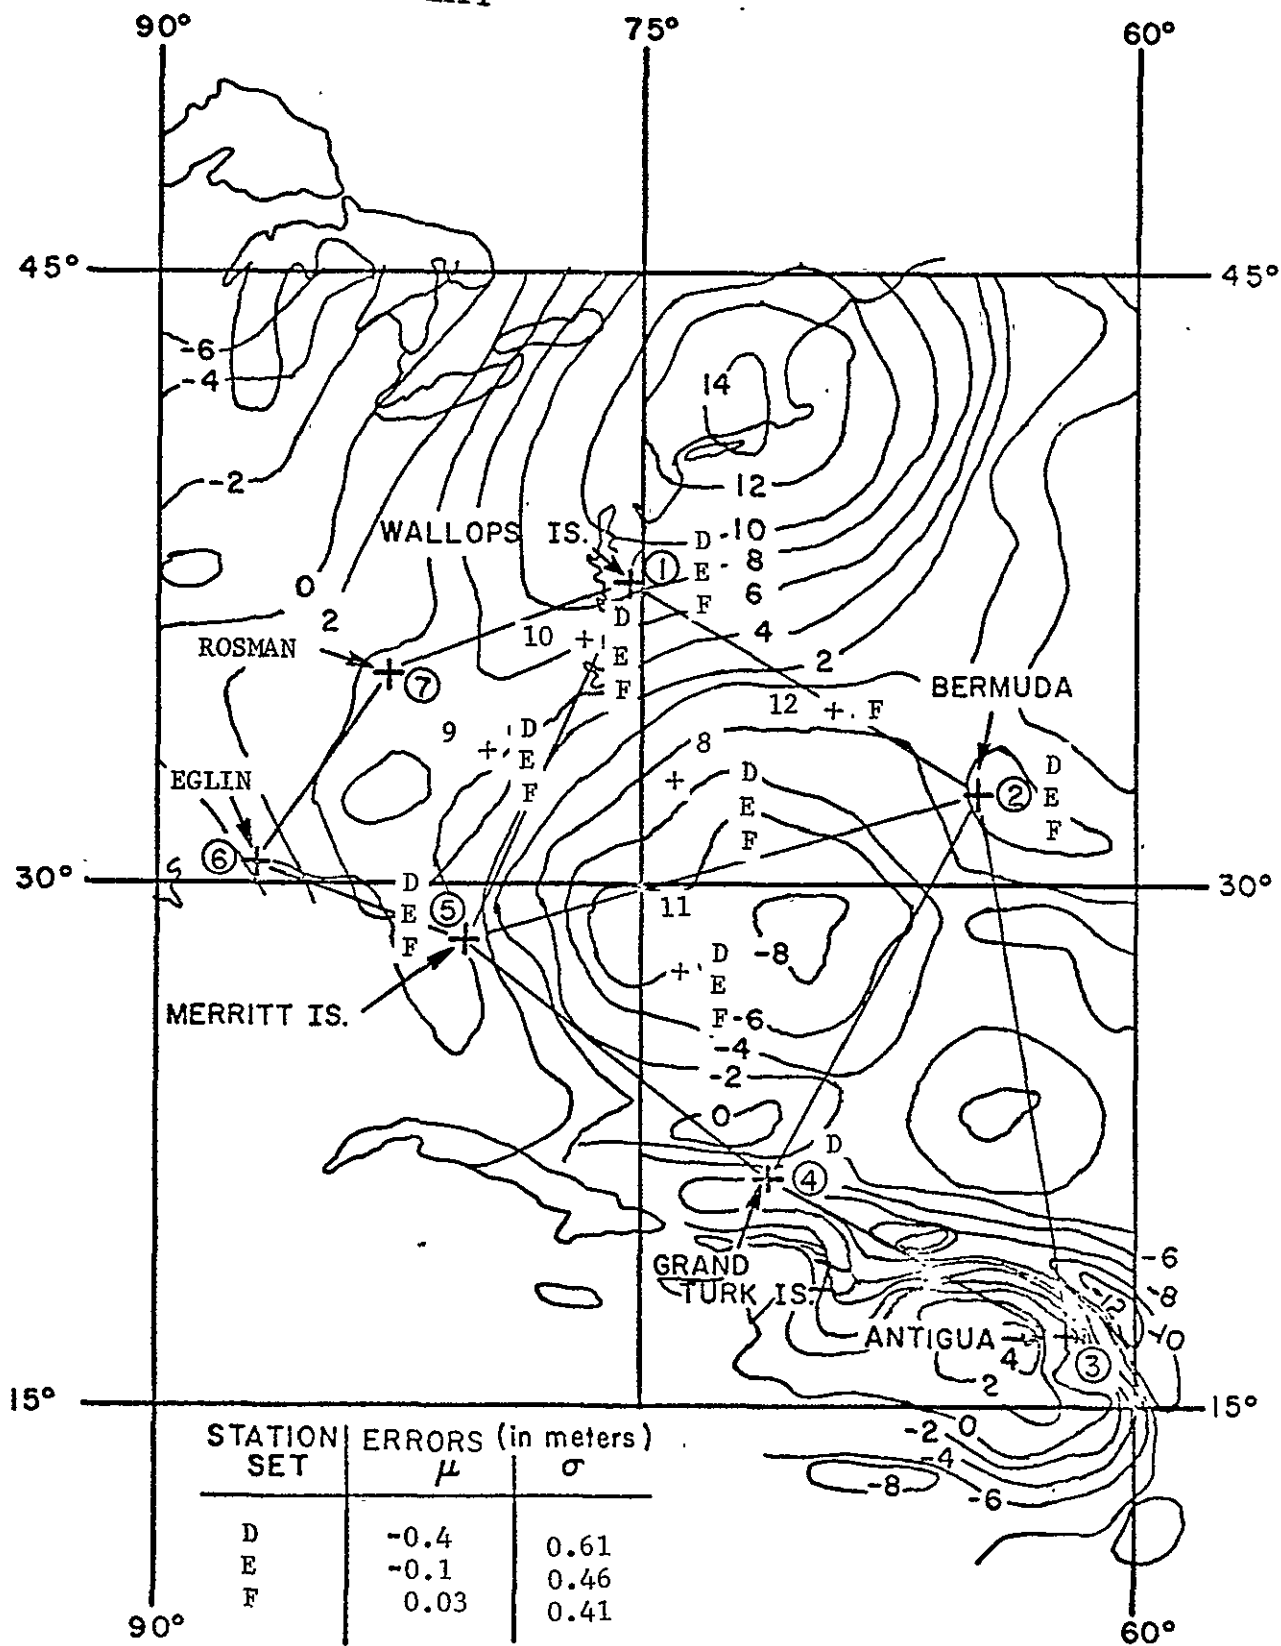 90° 75° 60°
45° 45°
-6
-4
14
-2
12
WALLOPS IS.
D -10
① E 8
F 6
0
2
D
4
10
ROSMAN
E
2
⑦
F
BERMUDA
12
F
9
D
8
E
EGLIN
D
D
F
E
② E
F
F
⑥
30° 30°
D
⑤
E
11
F
D
-8
E
MERRITT IS.
F -6
-4
-2
0
D
④
GRAND
TURK IS.
-6
-8
-12
-10
ANTIGUA
4
③
2
15° 15°
0
-2
-4
-8
-6
STATION ERRORS (in meters)
SET μ σ
D -0.4 0.61
E -0.1 0.46
F 0.03 0.41
90° 60°